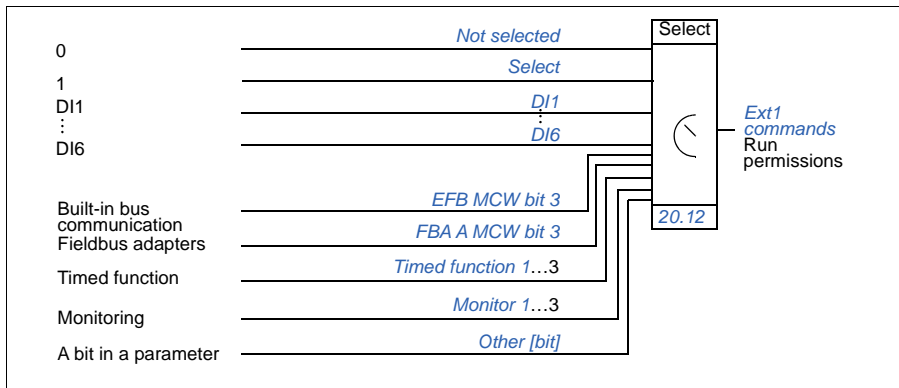 Not selected
Select
0
Select
1
DI1
DI1
⋮
⋮
DI6
DI6
Ext1
commands
Run
permissions
EFB MCW bit 3
Built-in bus
communication
20.12
FBA A MCW bit 3
Fieldbus adapters
Timed function 1…3
Timed function
Monitor 1…3
Monitoring
Other [bit]
A bit in a parameter